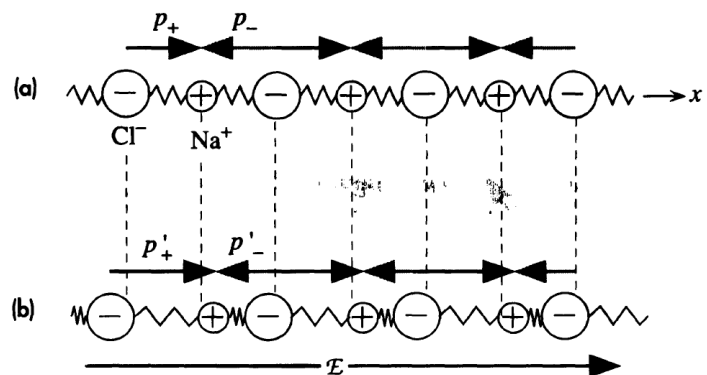 p₊ p₋
(a) − + − + − + − x
Cl⁻ Na⁺
p'₊ p'₋
(b) − + − + − + −
ℰ